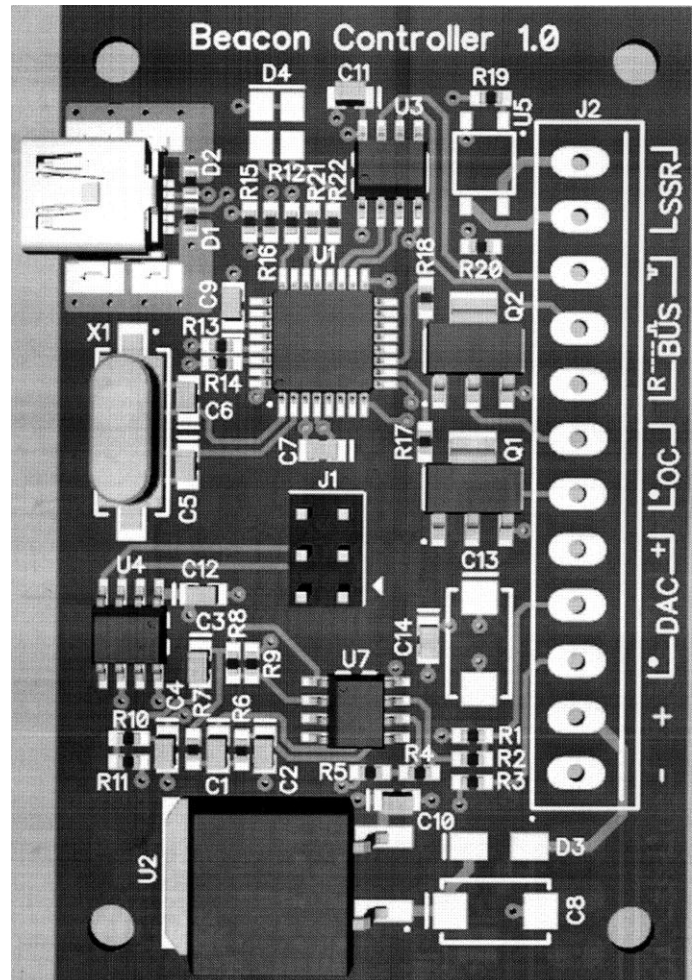 Beacon Controller 1.0
D4
C11
U3
R19
U5
J2
D2
D1
R15
R12
R21
R22
SSR
R16
U1
R18
R20
C9
Q2
BUS
R
X1
R13
R14
C6
C7
R17
Q1
OC
C5
J1
U4
C12
C13
+
DAC
C3
R8
R9
C14
U7
C4
R7
R6
R10
R11
C1
C2
R5
R4
R1
R2
R3
+
-
C10
U2
D3
C8